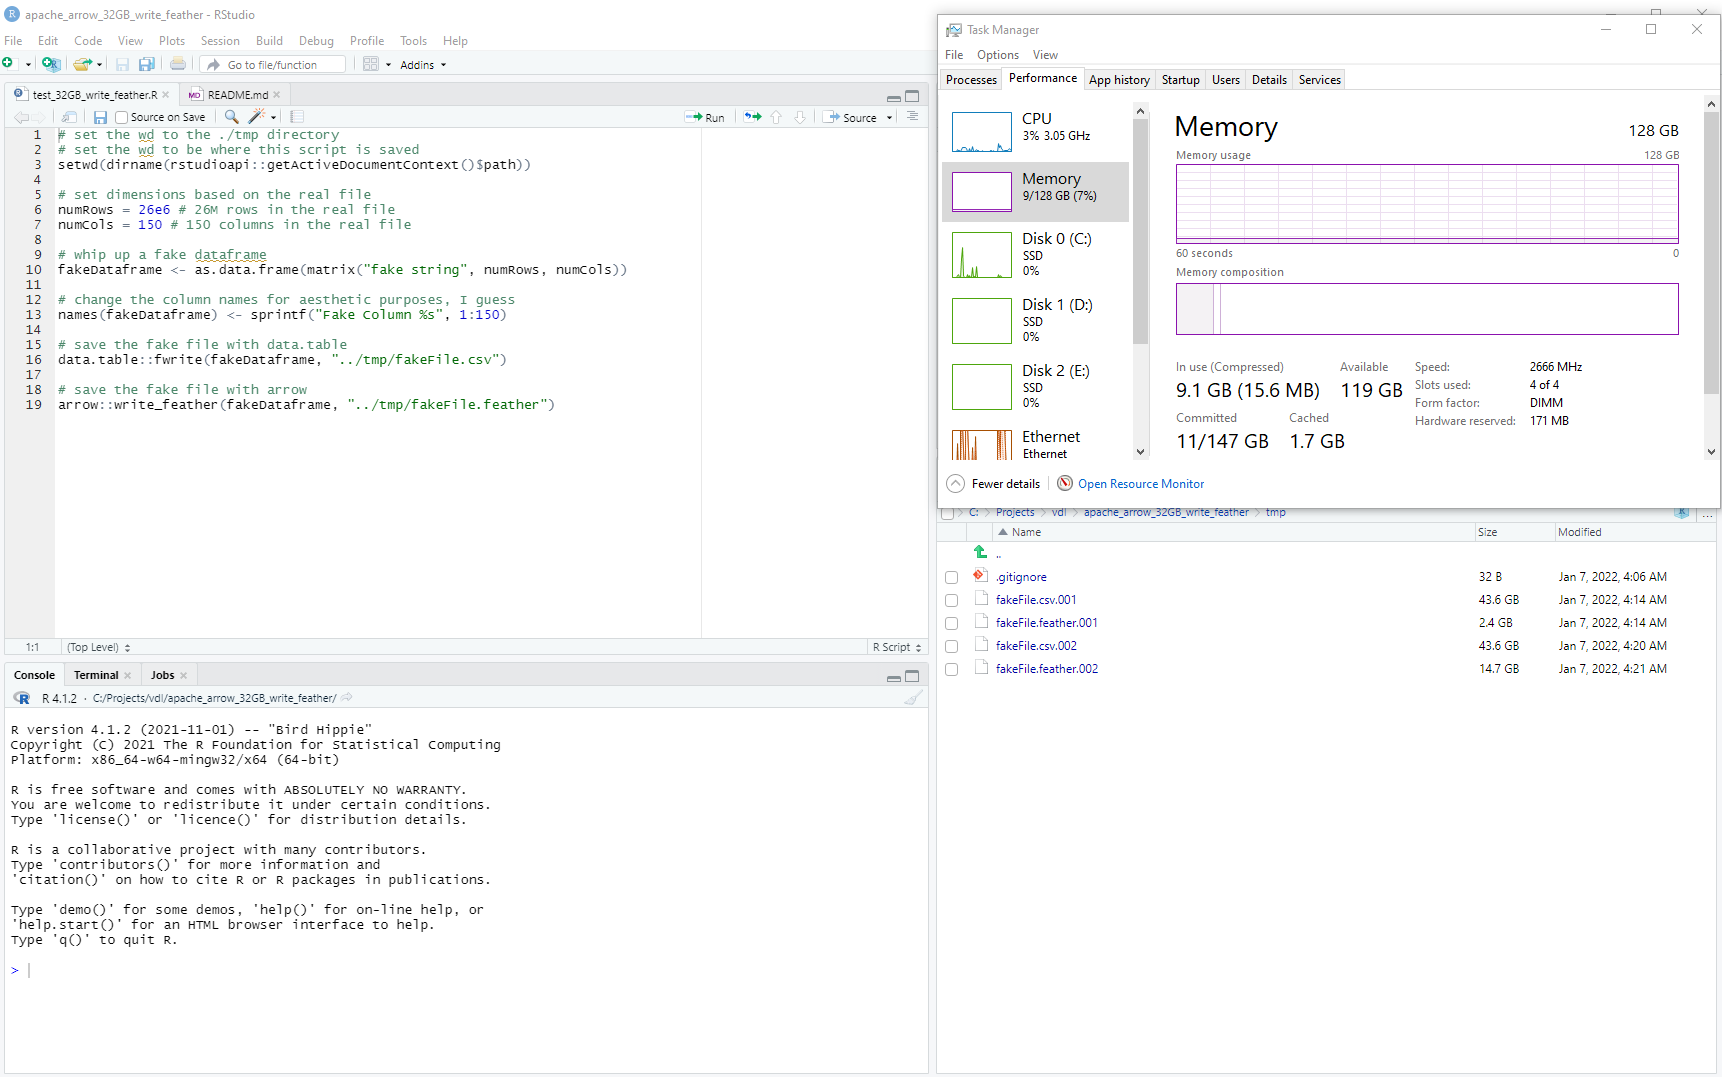 apache_arrow_32GB_write_feather - RStudio
File Edit Code View Plots Session Build Debug Profile Tools Help
Go to file/function Addins
test_32GB_write_feather.R README.md
Source on Save Run Source
1 # set the wd to the ./tmp directory
2 # set the wd to be where this script is saved
3 setwd(dirname(rstudioapi::getActiveDocumentContext()$path))
4
5 # set dimensions based on the real file
6 numRows = 26e6 # 26M rows in the real file
7 numCols = 150 # 150 columns in the real file
8
9 # whip up a fake dataframe
10 fakeDataframe <- as.data.frame(matrix("fake string", numRows, numCols))
11
12 # change the column names for aesthetic purposes, I guess
13 names(fakeDataframe) <- sprintf("Fake Column %s", 1:150)
14
15 # save the fake file with data.table
16 data.table::fwrite(fakeDataframe, "../tmp/fakeFile.csv")
17
18 # save the fake file with arrow
19 arrow::write_feather(fakeDataframe, "../tmp/fakeFile.feather")
1:1 (Top Level) R Script
Console Terminal Jobs
R 4.1.2 · C:/Projects/vdl/apache_arrow_32GB_write_feather/
R version 4.1.2 (2021-11-01) -- "Bird Hippie"
Copyright (C) 2021 The R Foundation for Statistical Computing
Platform: x86_64-w64-mingw32/x64 (64-bit)
R is free software and comes with ABSOLUTELY NO WARRANTY.
You are welcome to redistribute it under certain conditions.
Type 'license()' or 'licence()' for distribution details.
R is a collaborative project with many contributors.
Type 'contributors()' for more information and
'citation()' on how to cite R or R packages in publications.
Type 'demo()' for some demos, 'help()' for on-line help, or
'help.start()' for an HTML browser interface to help.
Type 'q()' to quit R.
>
Task Manager
File Options View
Processes Performance App history Startup Users Details Services
CPU
3% 3.05 GHz
Memory
9/128 GB (7%)
Disk 0 (C:)
SSD
0%
Disk 1 (D:)
SSD
0%
Disk 2 (E:)
SSD
0%
Ethernet
Ethernet
Memory 128 GB
Memory usage 128 GB
60 seconds 0
Memory composition
In use (Compressed) Available
9.1 GB (15.6 MB) 119 GB
Committed Cached
11/147 GB 1.7 GB
Speed: 2666 MHz
Slots used: 4 of 4
Form factor: DIMM
Hardware reserved: 171 MB
Fewer details Open Resource Monitor
C: Projects vdl apache_arrow_32GB_write_feather tmp ...
Name Size Modified
..
.gitignore 32 B Jan 7, 2022, 4:06 AM
fakeFile.csv.001 43.6 GB Jan 7, 2022, 4:14 AM
fakeFile.feather.001 2.4 GB Jan 7, 2022, 4:14 AM
fakeFile.csv.002 43.6 GB Jan 7, 2022, 4:20 AM
fakeFile.feather.002 14.7 GB Jan 7, 2022, 4:21 AM